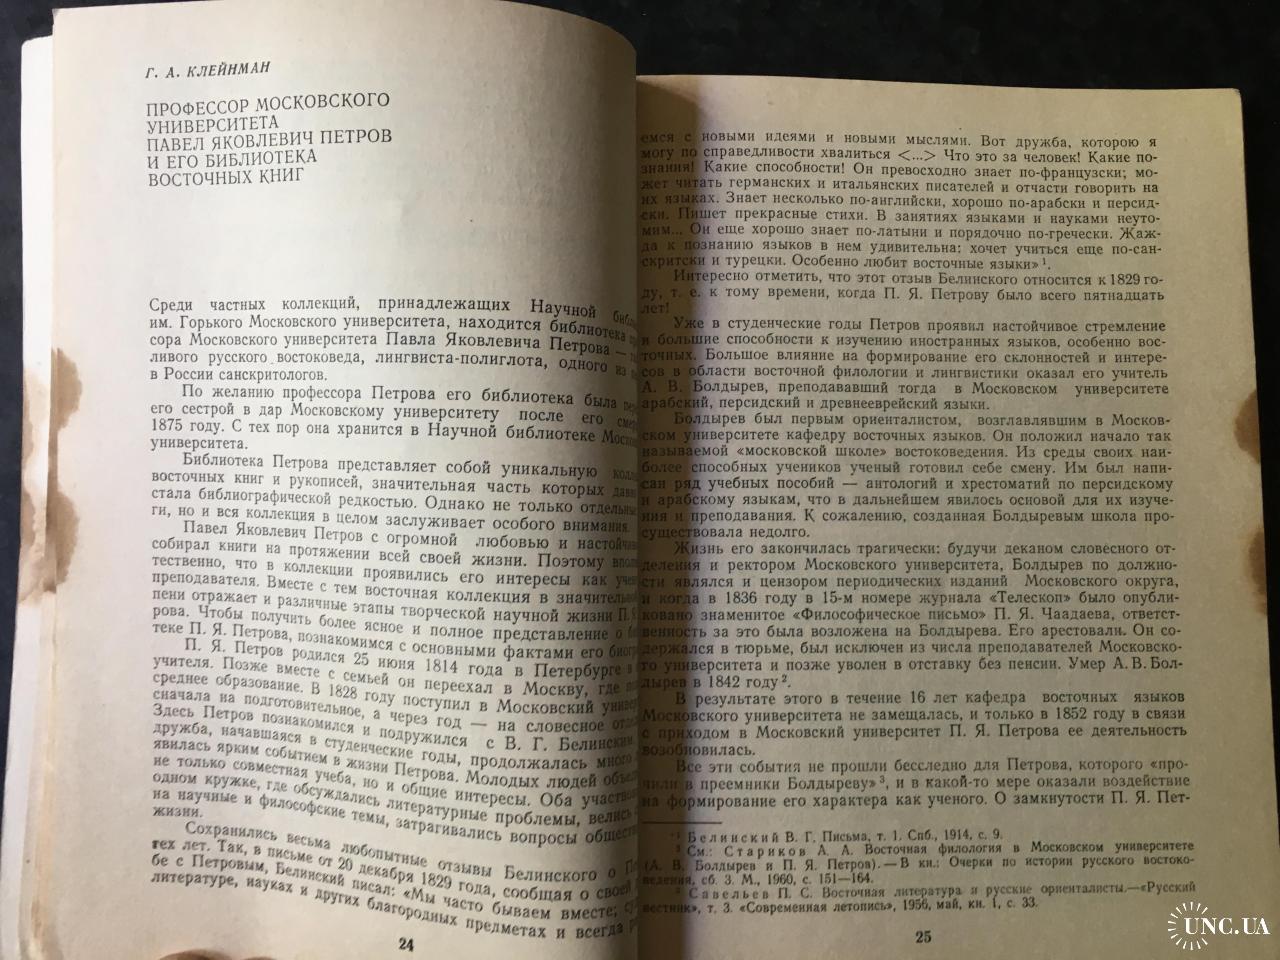 Г. А. КЛЕЙНМАН
ПРОФЕССОР МОСКОВСКОГО
УНИВЕРСИТЕТА
ПАВЕЛ ЯКОВЛЕВИЧ ПЕТРОВ
И ЕГО БИБЛИОТЕКА
ВОСТОЧНЫХ КНИГ
Среди частных коллекций, принадлежащих Научной
им. Горького Московского университета, находится библиотека
сора Московского университета Павла Яковлевича Петрова —
ливого русского востоковеда, лингвиста-полиглота, одного из
в России санскритологов.
По желанию профессора Петрова его библиотека была
его сестрой в дар Московскому университету после его
1875 году. С тех пор она хранится в Научной библиотеке
университета.
Библиотека Петрова представляет собой уникальную
восточных книг и рукописей, значительная часть которых
стала библиографической редкостью. Однако не только
ги, но и вся коллекция в целом заслуживает особого внимания.
Павел Яковлевич Петров с огромной любовью и
собирал книги на протяжении всей своей жизни. Поэтому
тественно, что в коллекции проявились его интересы как
преподавателя. Вместе с тем восточная коллекция в
пени отражает и различные этапы творческой научной жизни П. Я.
рова. Чтобы получить более ясное и полное представление о
теке П. Я. Петрова, познакомимся с основными фактами его
П. Я. Петров родился 25 июня 1814 года в Петербурге в
учителя. Позже вместе с семьей он переехал в Москву, где
среднее образование. В 1828 году поступил в Московский
сначала на подготовительное, а через год — на словесное
Здесь Петров познакомился и подружился с В. Г. Белинским.
дружба, начавшаяся в студенческие годы, продолжалась много
явилась ярким событием в жизни Петрова. Молодых людей
не только совместная учеба, но и общие интересы. Оба
одном кружке, где обсуждались литературные проблемы, велись
на научные и философские темы, затрагивались вопросы
жизни.
Сохранились весьма любопытные отзывы Белинского о
тех лет. Так, в письме от 20 декабря 1829 года, сообщая о своей
бе с Петровым, Белинский писал: «Мы часто бываем вместе;
литературе, науках и других благородных предметах и всегда
24
емся с новыми идеями и новыми мыслями. Вот дружба, которою я
могу по справедливости хвалиться <...> Что это за человек! Какие по-
знания! Какие способности! Он превосходно знает по-французски; мо-
жет читать германских и итальянских писателей и отчасти говорить на
их языках. Знает несколько по-английски, хорошо по-арабски и персид-
ски. Пишет прекрасные стихи. В занятиях языками и науками неуто-
мим... Он еще хорошо знает по-латыни и порядочно по-гречески. Жаж-
да к познанию языков в нем удивительна: хочет учиться еще по-сан-
скритски и турецки. Особенно любит восточные языки» ¹.
Интересно отметить, что этот отзыв Белинского относится к 1829 го-
ду, т. е. к тому времени, когда П. Я. Петрову было всего пятнадцать
лет!
Уже в студенческие годы Петров проявил настойчивое стремление
и большие способности к изучению иностранных языков, особенно вос-
точных. Большое влияние на формирование его склонностей и интере-
сов в области восточной филологии и лингвистики оказал его учитель
А. В. Болдырев, преподававший тогда в Московском университете
арабский, персидский и древнееврейский языки.
Болдырев был первым ориенталистом, возглавлявшим в Москов-
ском университете кафедру восточных языков. Он положил начало так
называемой «московской школе» востоковедения. Из среды своих наи-
более способных учеников ученый готовил себе смену. Им был напи-
сан ряд учебных пособий — антологий и хрестоматий по персидскому
и арабскому языкам, что в дальнейшем явилось основой для их изуче-
ния и преподавания. К сожалению, созданная Болдыревым школа про-
существовала недолго.
Жизнь его закончилась трагически: будучи деканом словесного от-
деления и ректором Московского университета, Болдырев по должно-
сти являлся и цензором периодических изданий Московского округа,
и когда в 1836 году в 15-м номере журнала «Телескоп» было опубли-
ковано знаменитое «Философическое письмо» П. Я. Чаадаева, ответст-
венность за это была возложена на Болдырева. Его арестовали. Он со-
держался в тюрьме, был исключен из числа преподавателей Московско-
го университета и позже уволен в отставку без пенсии. Умер А. В. Бол-
дырев в 1842 году ².
В результате этого в течение 16 лет кафедра восточных языков
Московского университета не замещалась, и только в 1852 году в связи
с приходом в Московский университет П. Я. Петрова ее деятельность
возобновилась.
Все эти события не прошли бесследно для Петрова, которого «про-
чили в преемники Болдыреву» ³, и в какой-то мере оказали воздействие
на формирование его характера как ученого. О замкнутости П. Я. Пет-
¹ Белинский В. Г. Письма, т. 1. Спб., 1914, с. 9.
² См.: Стариков А. А. Восточная филология в Московском университете
(А. В. Болдырев и П. Я. Петров). — В кн.: Очерки по истории русского востоко-
ведения, сб. 3. М., 1960, с. 151—164.
³ Савельев П. С. Восточная литература и русские ориенталисты.—«Русский
вестник», т. 3. «Современная летопись», 1956, май, кн. 1, с. 33.
25
UNC.UA